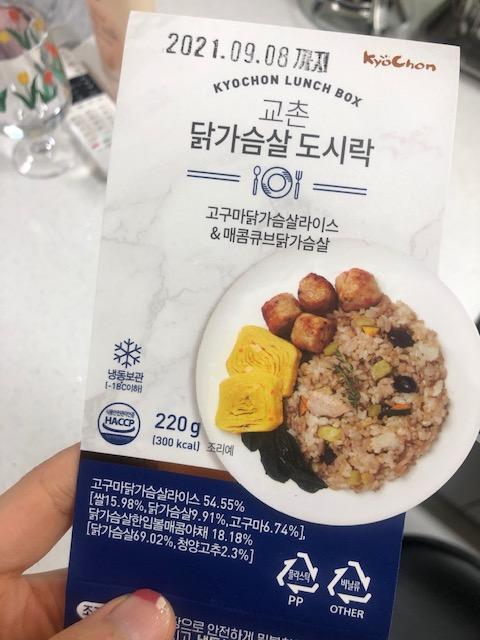 2021.09.08 까지
KyoChon
KYOCHON LUNCH BOX
교촌
닭가슴살 도시락
고구마닭가슴살라이스
& 매콤큐브닭가슴살
냉동보관
[-18C이하]
HACCP
220g
(300 kcal) 조리예
고구마닭가슴살라이스 54.55%
[쌀15.98%,닭가슴살9.91%,고구마6.74%],
닭가슴살한입볼매콤야채 18.18%
[닭가슴살69.02%,청양고추2.3%]
플라스틱
PP
비닐류
OTHER